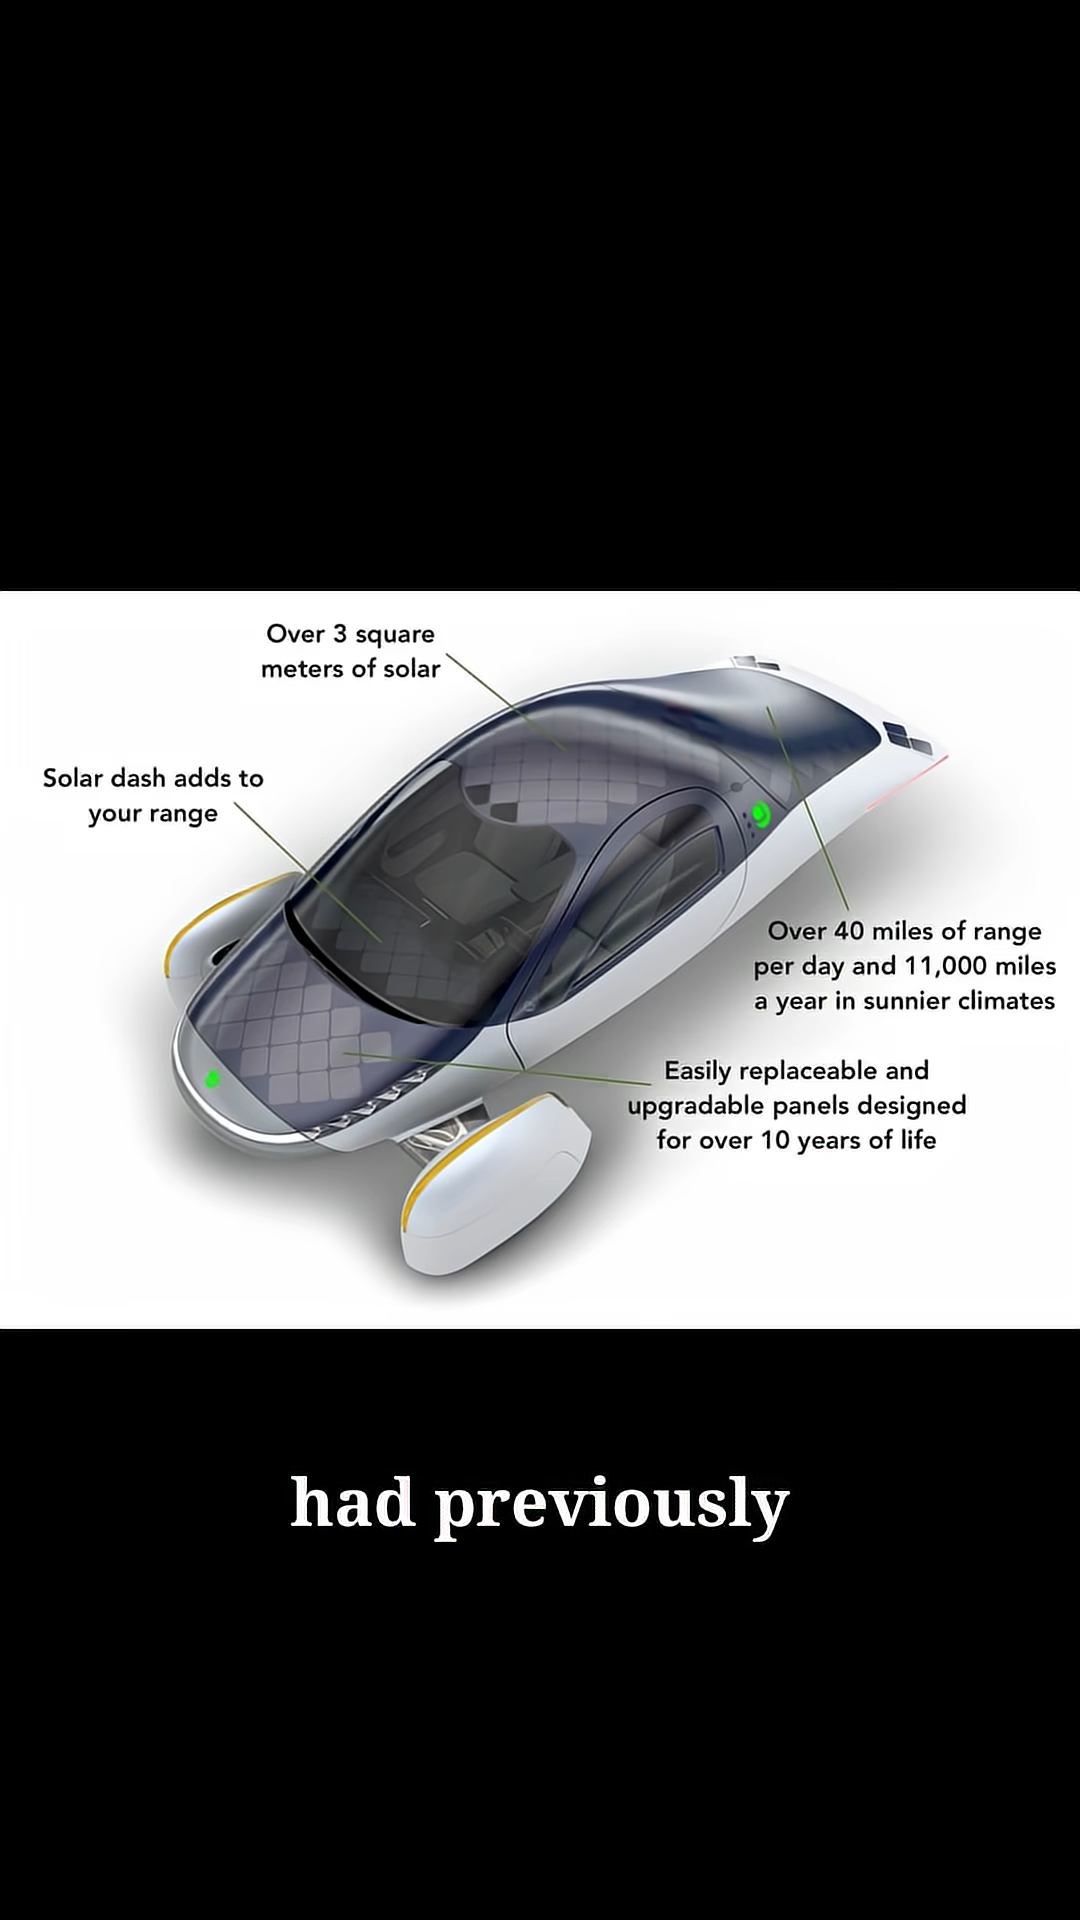 Over 3 square
meters of solar
Solar dash adds to
your range
Over 40 miles of range
per day and 11,000 miles
a year in sunnier climates
Easily replaceable and
upgradable panels designed
for over 10 years of life
had previously